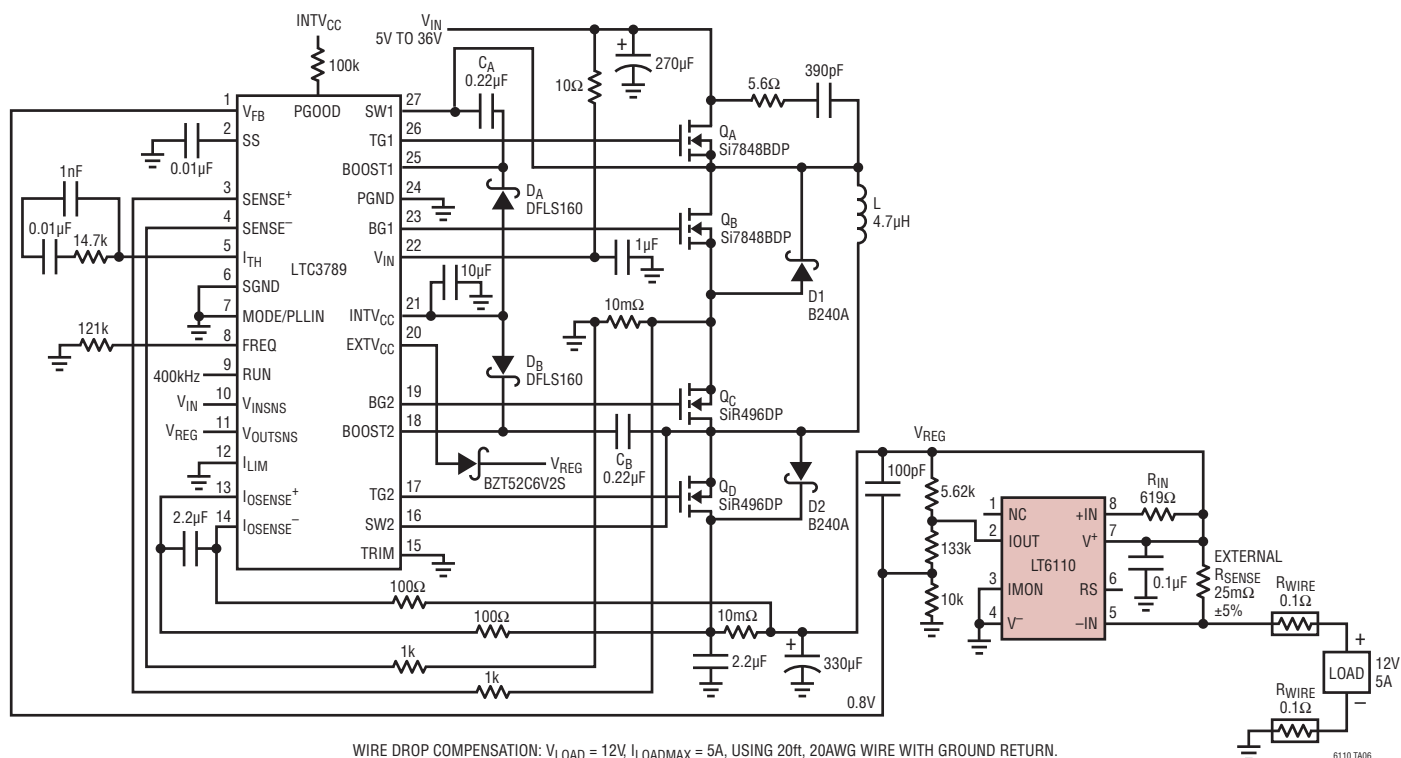 INTVCC
100k
VIN
5V TO 36V
+
270µF
10Ω
CA
0.22µF
5.6Ω
390pF
1
VFB
PGOOD
SW1
27
2
SS
TG1
26
0.01µF
QA
Si7848BDP
BOOST1
25
1nF
3
SENSE+
PGND
24
DA
DFLS160
L
4.7µH
4
SENSE–
BG1
23
QB
Si7848BDP
0.01µF
14.7k
5
ITH
VIN
22
1µF
LTC3789
6
SGND
10µF
D1
B240A
7
MODE/PLLIN
INTVCC
21
10mΩ
121k
8
FREQ
EXTVCC
20
DB
DFLS160
400kHz
9
RUN
VIN
10
VINSNS
BG2
19
QC
SiR496DP
VREG
11
VOUTSNS
BOOST2
18
CB
0.22µF
VREG
BZT52C6V2S
12
ILIM
13
IOSENSE+
TG2
17
QD
SiR496DP
D2
B240A
2.2µF
14
IOSENSE–
SW2
16
TRIM
15
VREG
100pF
5.62k
133k
10k
RIN
619Ω
1
NC
+IN
8
2
IOUT
V+
7
LT6110
3
IMON
RS
6
4
V–
–IN
5
0.1µF
EXTERNAL
RSENSE
25mΩ
±5%
RWIRE
0.1Ω
+
LOAD
12V
5A
–
RWIRE
0.1Ω
100Ω
100Ω
10mΩ
1k
1k
2.2µF
+
330µF
0.8V
WIRE DROP COMPENSATION: VLOAD = 12V, ILOADMAX = 5A, USING 20ft, 20AWG WIRE WITH GROUND RETURN.
6110 TA06